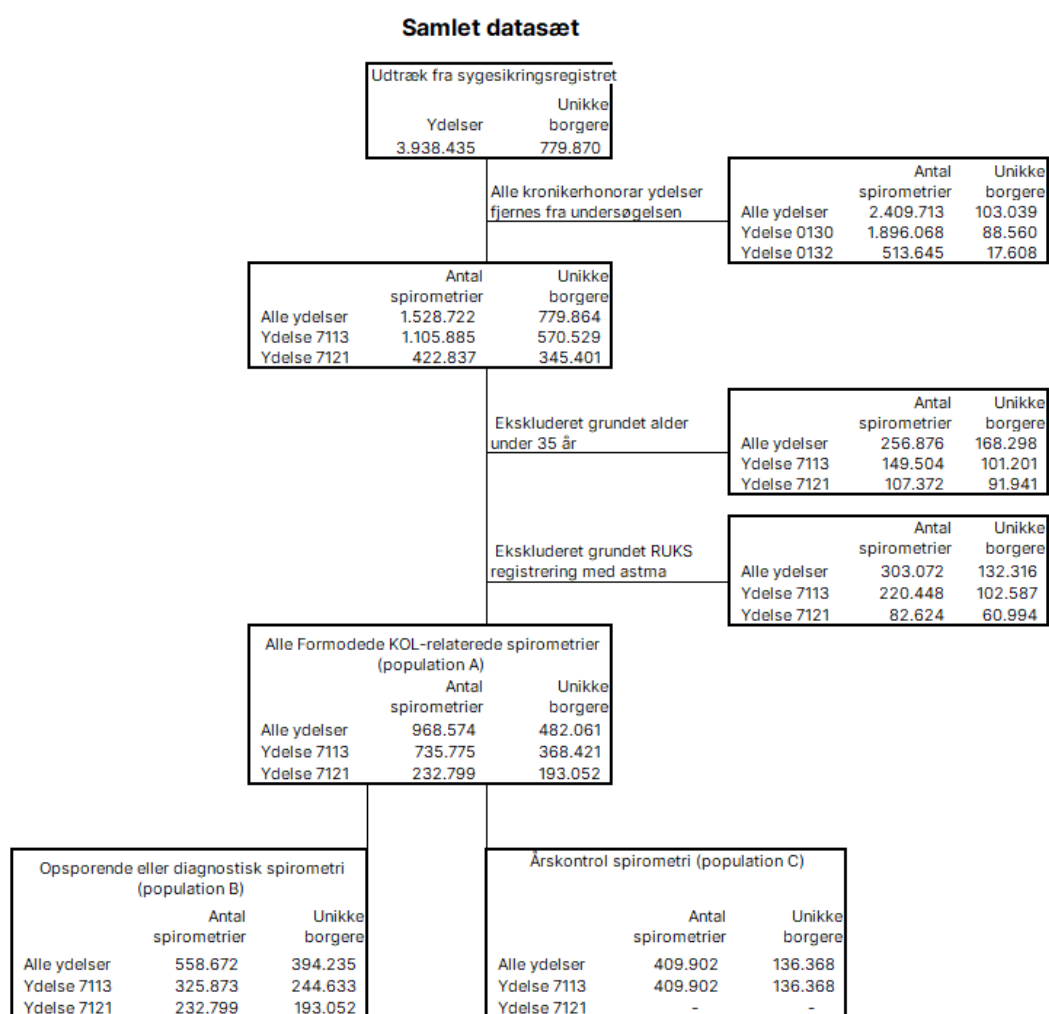 Samlet datasæt
Udtræk fra sygesikringsregistret
Unikke
Ydelser borgere
3.938.435 779.870
Alle kronikerhonorar ydelser
fjernes fra undersøgelsen
Antal Unikke
spirometrier borgere
Alle ydelser 2.409.713 103.039
Ydelse 0130 1.896.068 88.560
Ydelse 0132 513.645 17.608
Antal Unikke
spirometrier borgere
Alle ydelser 1.528.722 779.864
Ydelse 7113 1.105.885 570.529
Ydelse 7121 422.837 345.401
Ekskluderet grundet alder
under 35 år
Antal Unikke
spirometrier borgere
Alle ydelser 256.876 168.298
Ydelse 7113 149.504 101.201
Ydelse 7121 107.372 91.941
Ekskluderet grundet RUKS
registrering med astma
Antal Unikke
spirometrier borgere
Alle ydelser 303.072 132.316
Ydelse 7113 220.448 102.587
Ydelse 7121 82.624 60.994
Alle Formodede KOL-relaterede spirometrier
(population A)
Antal Unikke
spirometrier borgere
Alle ydelser 968.574 482.061
Ydelse 7113 735.775 368.421
Ydelse 7121 232.799 193.052
Opsporende eller diagnostisk spirometri
(population B)
Antal Unikke
spirometrier borgere
Alle ydelser 558.672 394.235
Ydelse 7113 325.873 244.633
Ydelse 7121 232.799 193.052
Årskontrol spirometri (population C)
Antal Unikke
spirometrier borgere
Alle ydelser 409.902 136.368
Ydelse 7113 409.902 136.368
Ydelse 7121 - -